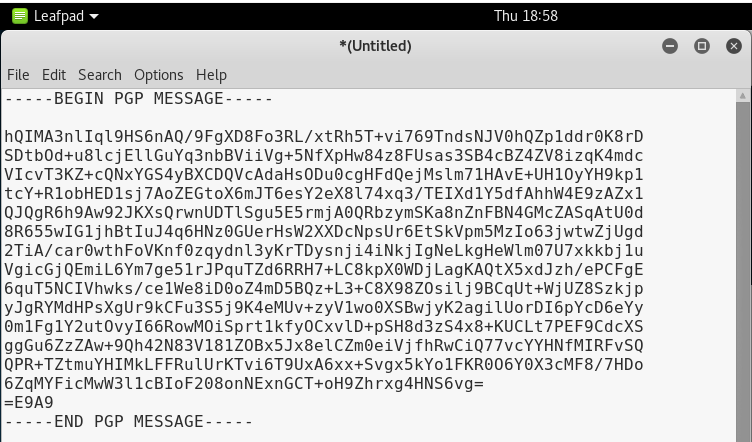 Leafpad
Thu 18:58
*(Untitled)
File Edit Search Options Help
-----BEGIN PGP MESSAGE-----
hQIMA3nlIql9HS6nAQ/9FgXD8Fo3RL/xtRh5T+vi769TndsNJV0hQZp1ddr0K8rD
SDtbOd+u8lcjEllGuYq3nbBViiVg+5NfXpHw84z8FUsas3SB4cBZ4ZV8izqK4mdc
VIcvT3KZ+cQNxYGS4yBXCDQVcAdaHsODu0cgHFdQejMslm71HAvE+UH1OyYH9kp1
tcY+R1obHED1sj7AoZEGtoX6mJT6esY2eX8l74xq3/TEIXd1Y5dfAhhW4E9zAZx1
QJQgR6h9Aw92JKXsQrwnUDTlSgu5E5rmjA0QRbzymSKa8nZnFBN4GMcZASqAtU0d
8R655wIG1jhBtIuJ4q6HNz0GUerHsW2XXDcNpsUr6EtSkVpm5MzIo63jwtwZjUgd
2TiA/car0wthFoVKnf0zqydnl3yKrTDysnji4iNkjIgNeLkgHeWlm07U7xkkbj1u
VgicGjQEmiL6Ym7ge51rJPquTZd6RRH7+LC8kpX0WDjLagKAQtX5xdJzh/ePCFgE
6quT5NCIVhwks/ce1We8iD0oZ4mD5BQz+L3+C8X98ZOsilj9BCqUt+WjUZ8Szkjp
yJgRYMdHPsXgUr9kCFu3S5j9K4eMUv+zyV1wo0XSBwjyK2agilUorDI6pYcD6eYy
0m1Fg1Y2utOvyI66RowMOiSprt1kfyOCxvlD+pSH8d3zS4x8+KUCLt7PEF9CdcXS
ggGu6ZzZAw+9Qh42N83V181ZOBx5Jx8elCZm0eiVjfhRwCiQ77vcYYHNfMIRFvSQ
QPR+TZtmuYHIMkLFFRulUrKTvi6T9UxA6xx+Svgx5kYo1FKR0O6Y0X3cMF8/7HDo
6ZqMYFicMwW3l1cBIoF208onNExnGCT+oH9Zhrxg4HNS6vg=
=E9A9
-----END PGP MESSAGE-----